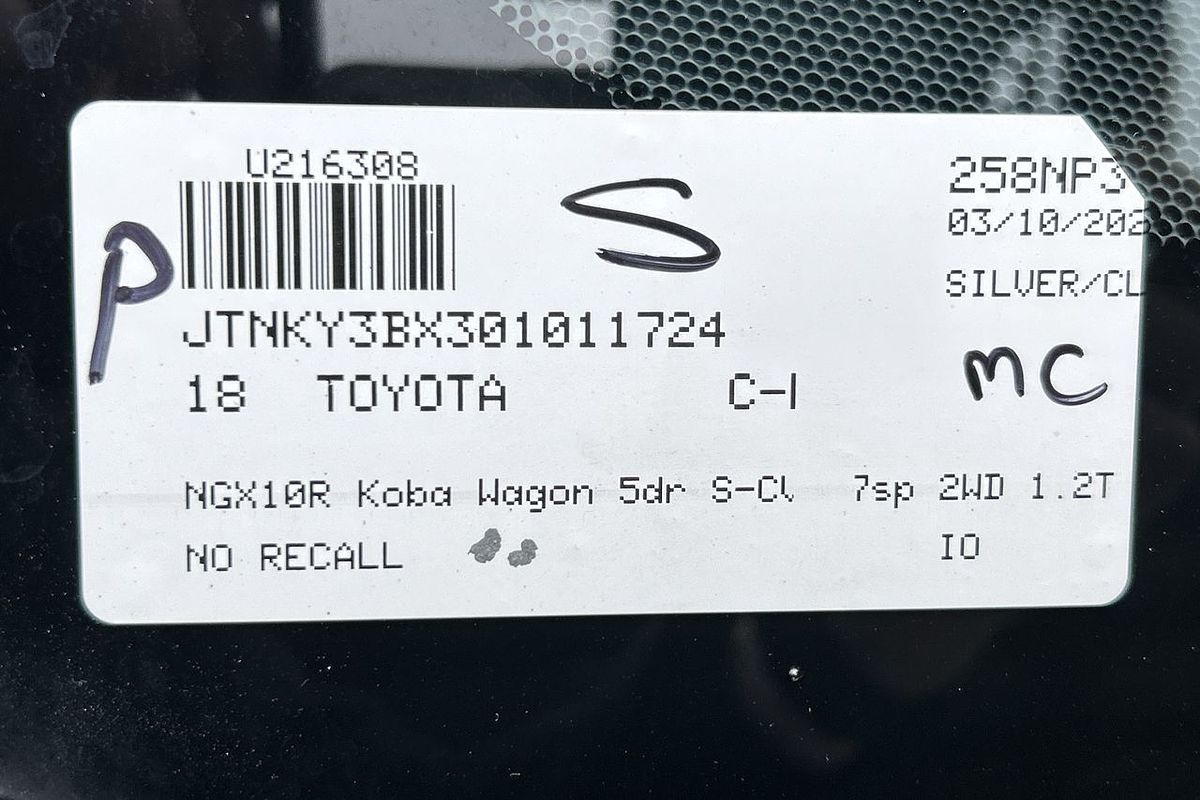 U216308
S
258NP3
03/10/202
SILVER/CL
P
JTNKY3BX301011724
MC
18 TOYOTA C-
NGX10R Koba Wagon 5dr S-Cl 7sp 2WD 1.2T
NO RECALL IO